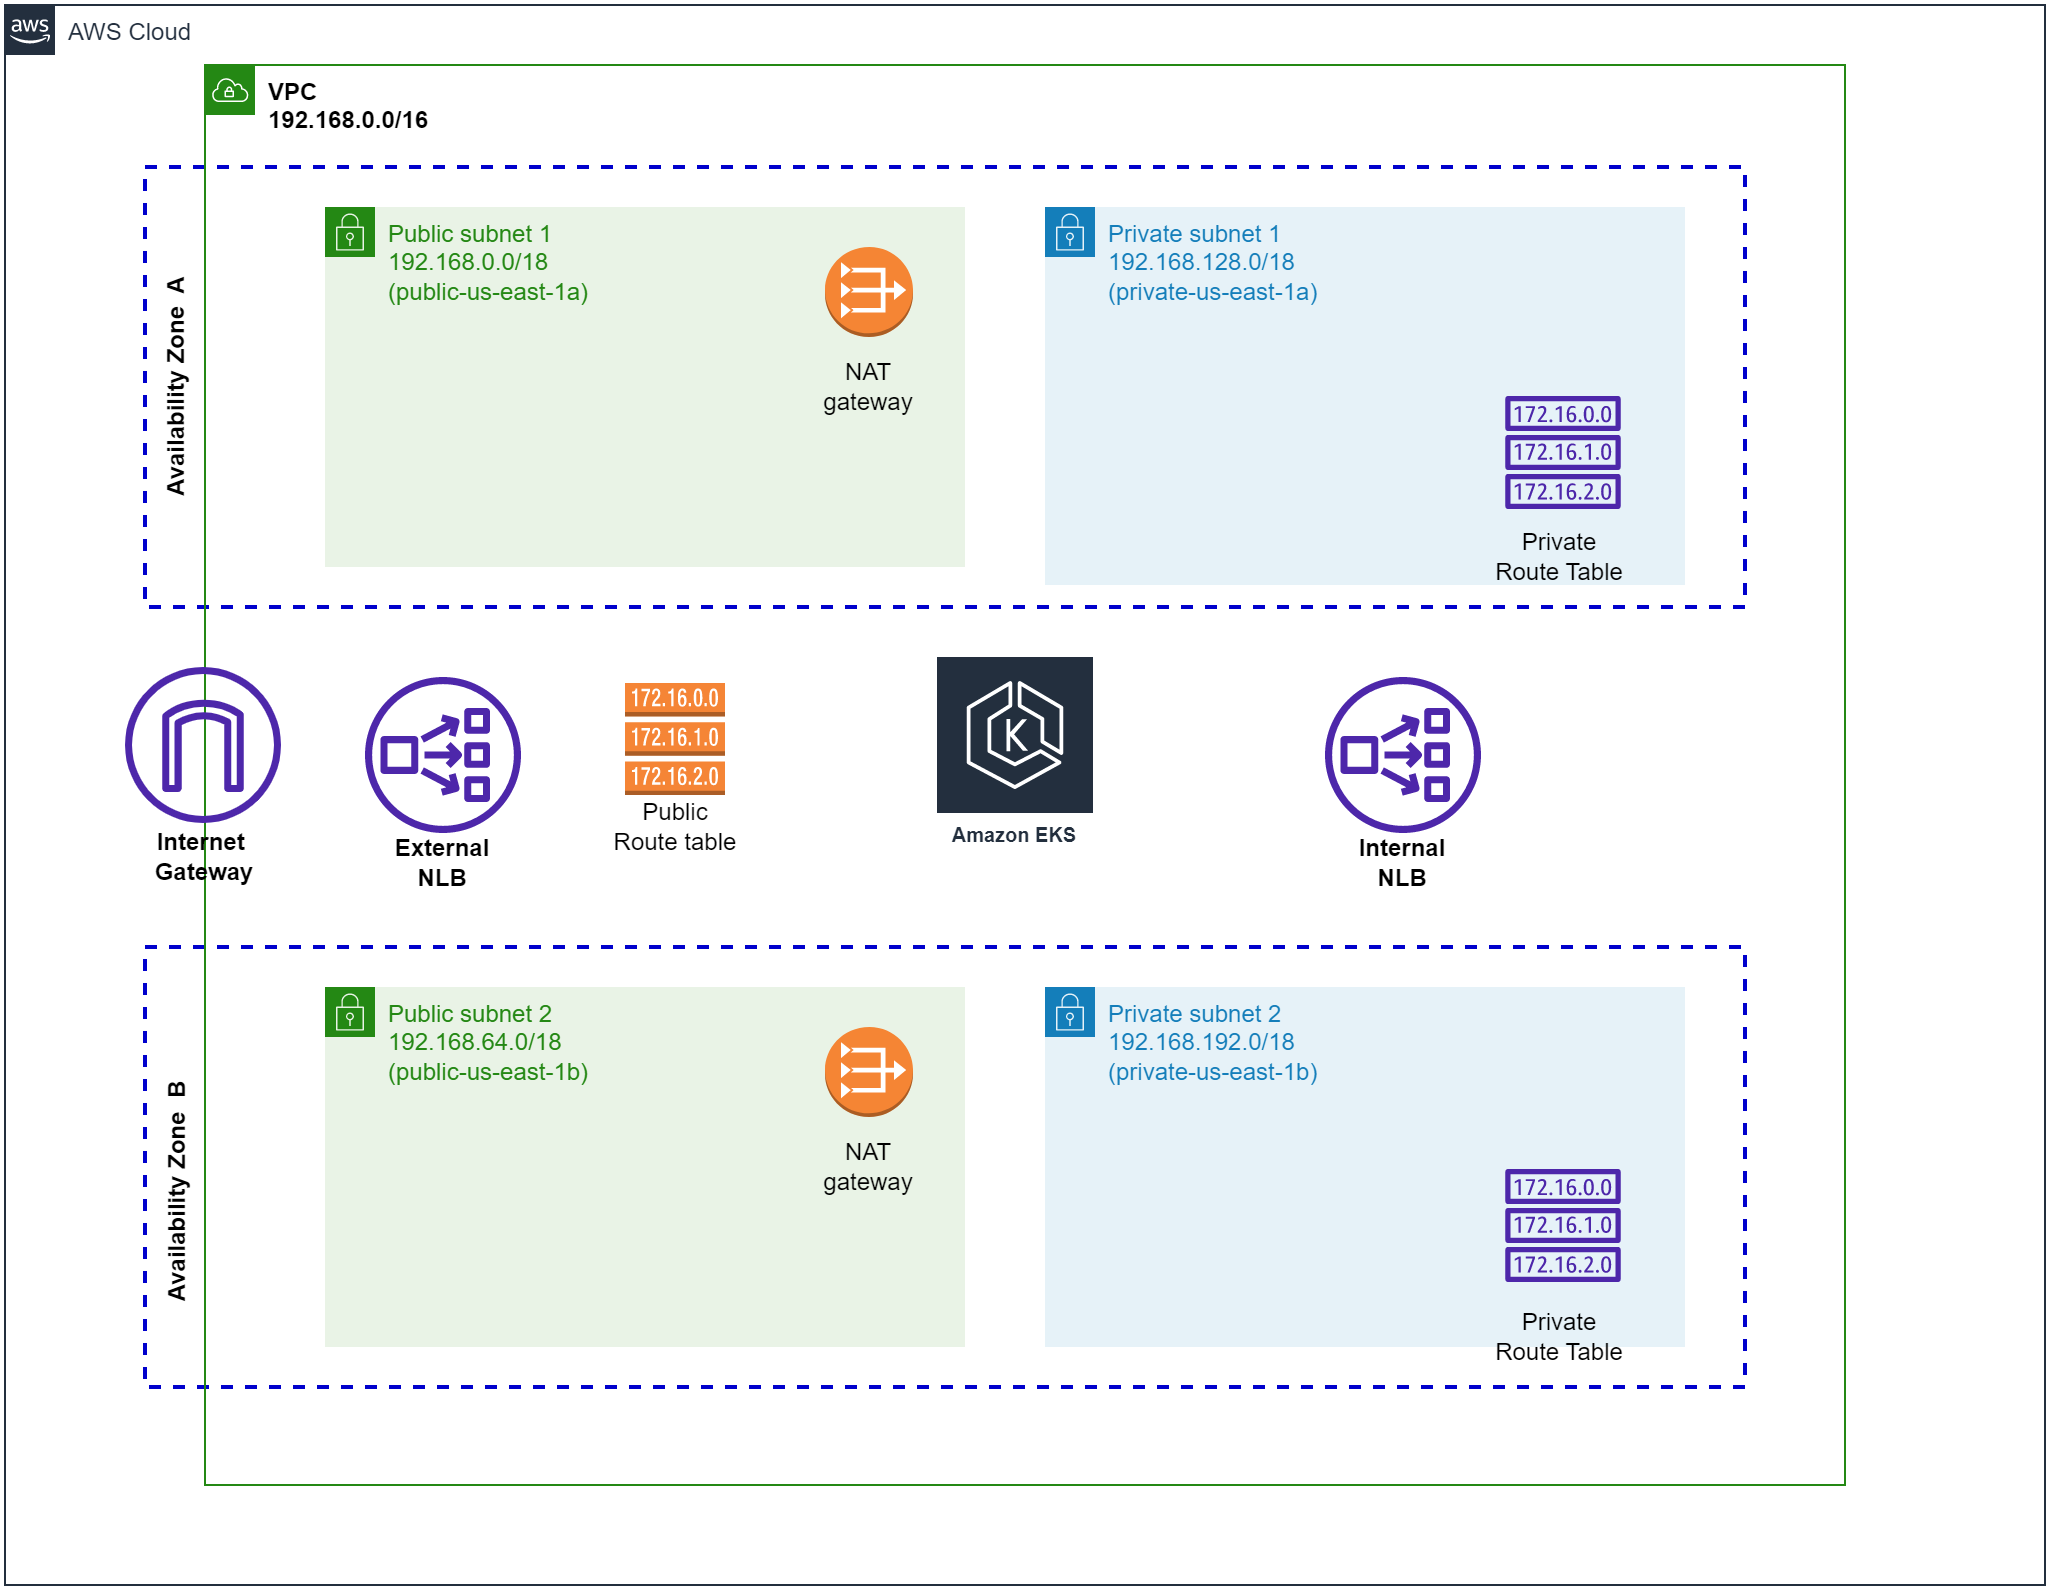 aws
AWS Cloud
VPC
192.168.0.0/16
Availability Zone A
Public subnet 1
192.168.0.0/18
(public-us-east-1a)
NAT
gateway
Private subnet 1
192.168.128.0/18
(private-us-east-1a)
172.16.0.0
172.16.1.0
172.16.2.0
Private
Route Table
Internet
Gateway
External
NLB
172.16.0.0
172.16.1.0
172.16.2.0
Public
Route table
K
Amazon EKS
Internal
NLB
Availability Zone B
Public subnet 2
192.168.64.0/18
(public-us-east-1b)
NAT
gateway
Private subnet 2
192.168.192.0/18
(private-us-east-1b)
172.16.0.0
172.16.1.0
172.16.2.0
Private
Route Table